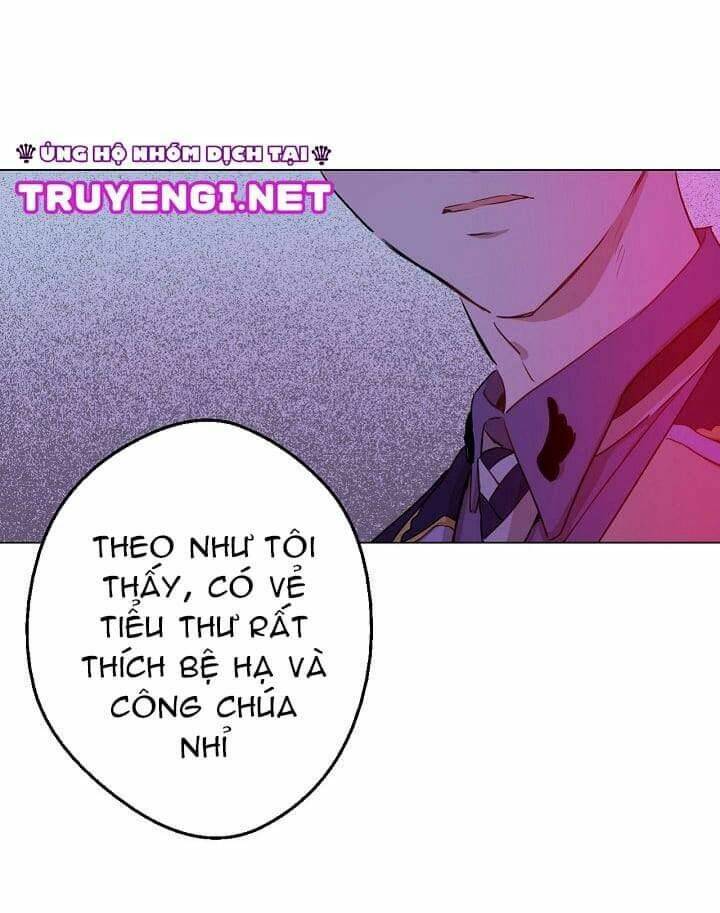 ỦNG HỘ NHÓM DỊCH TẠI
TRUYENGI.NET
THEO NHƯ TÔI
THẤY, CÓ VẺ
TIỂU THƯ RẤT
THÍCH BỆ HẠ VÀ
CÔNG CHÚA
NHỈ